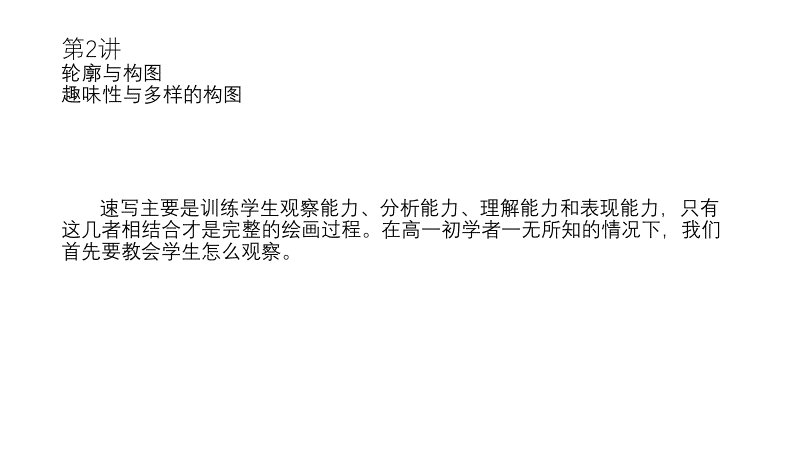 第2讲
轮廓与构图
趣味性与多样的构图
速写主要是训练学生观察能力、分析能力、理解能力和表现能力，只有
这几者相结合才是完整的绘画过程。在高一初学者一无所知的情况下，我们
首先要教会学生怎么观察。